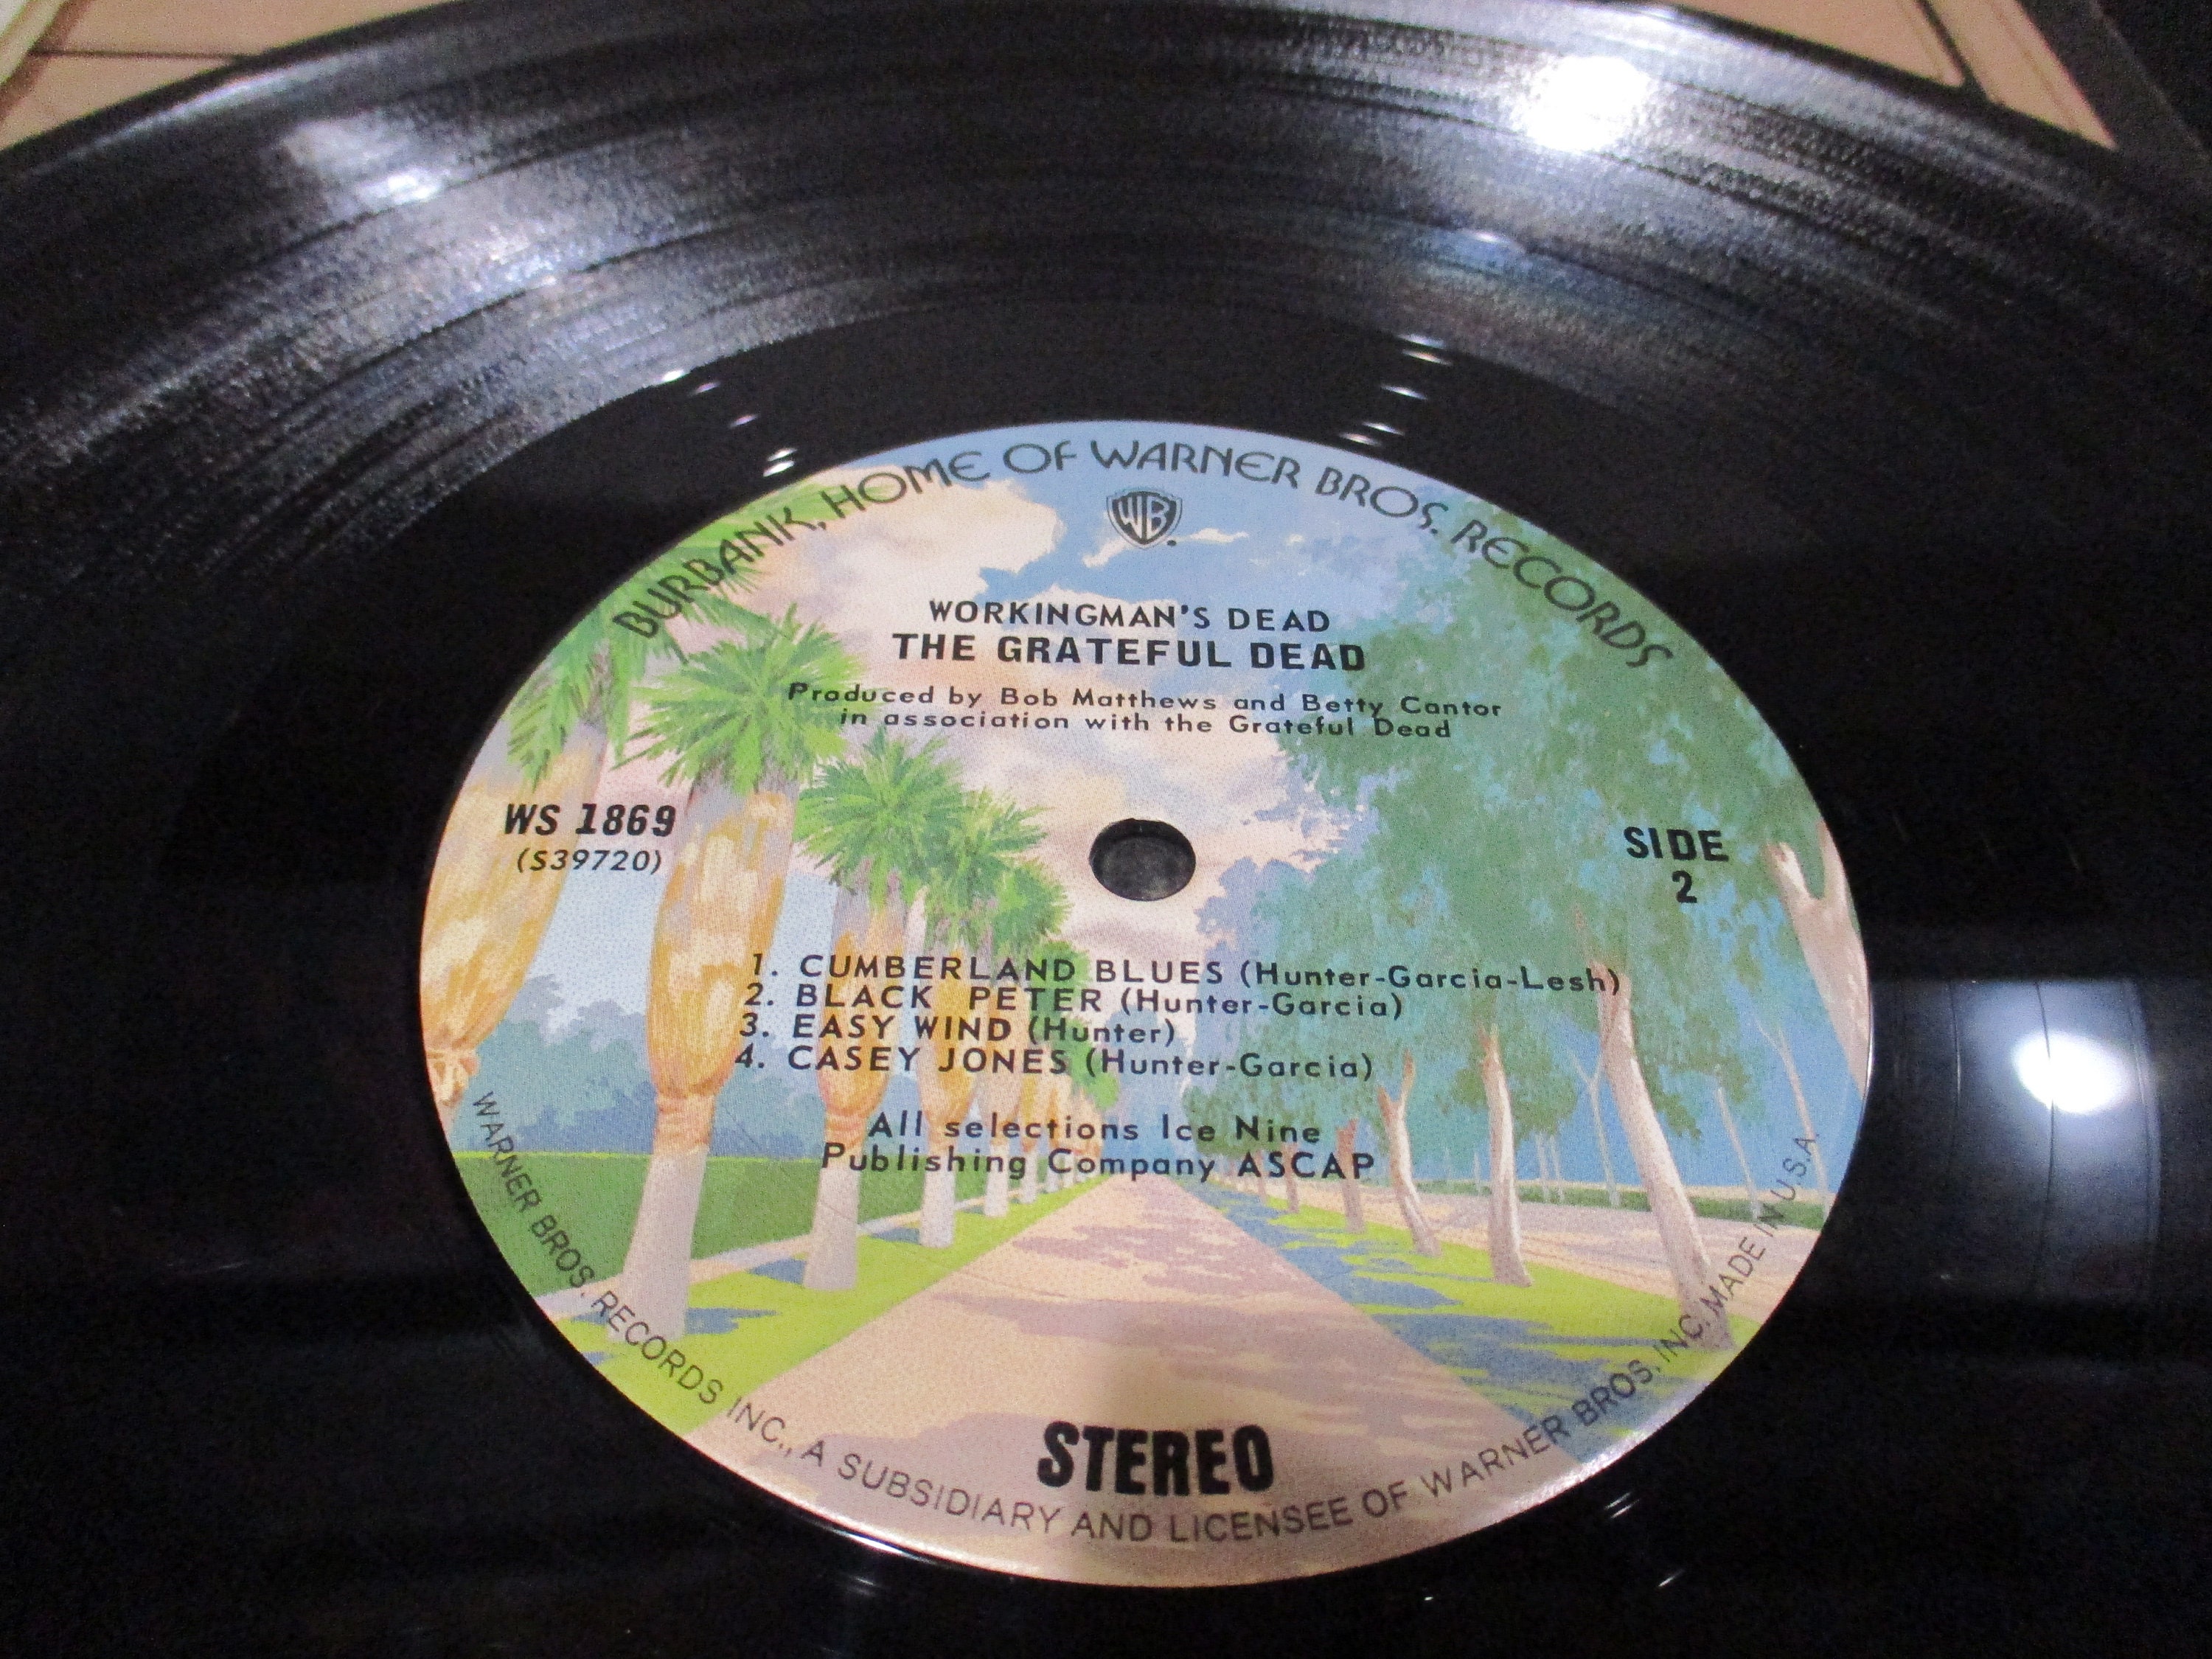 BURBANK, HOME OF WARNER BROS. RECORDS
WB
WORKINGMAN'S DEAD
THE GRATEFUL DEAD
Produced by Bob Matthews and Betty Cantor
in association with the Grateful Dead
WS 1869
(S39720)
SIDE
2
1. CUMBERLAND BLUES (Hunter-Garcia-Lesh)
2. BLACK PETER (Hunter-Garcia)
3. EASY WIND (Hunter)
4. CASEY JONES (Hunter-Garcia)
All selections Ice Nine
Publishing Company ASCAP
STEREO
WARNER BROS. RECORDS INC., A SUBSIDIARY AND LICENSEE OF WARNER BROS. INC. MADE IN U.S.A.